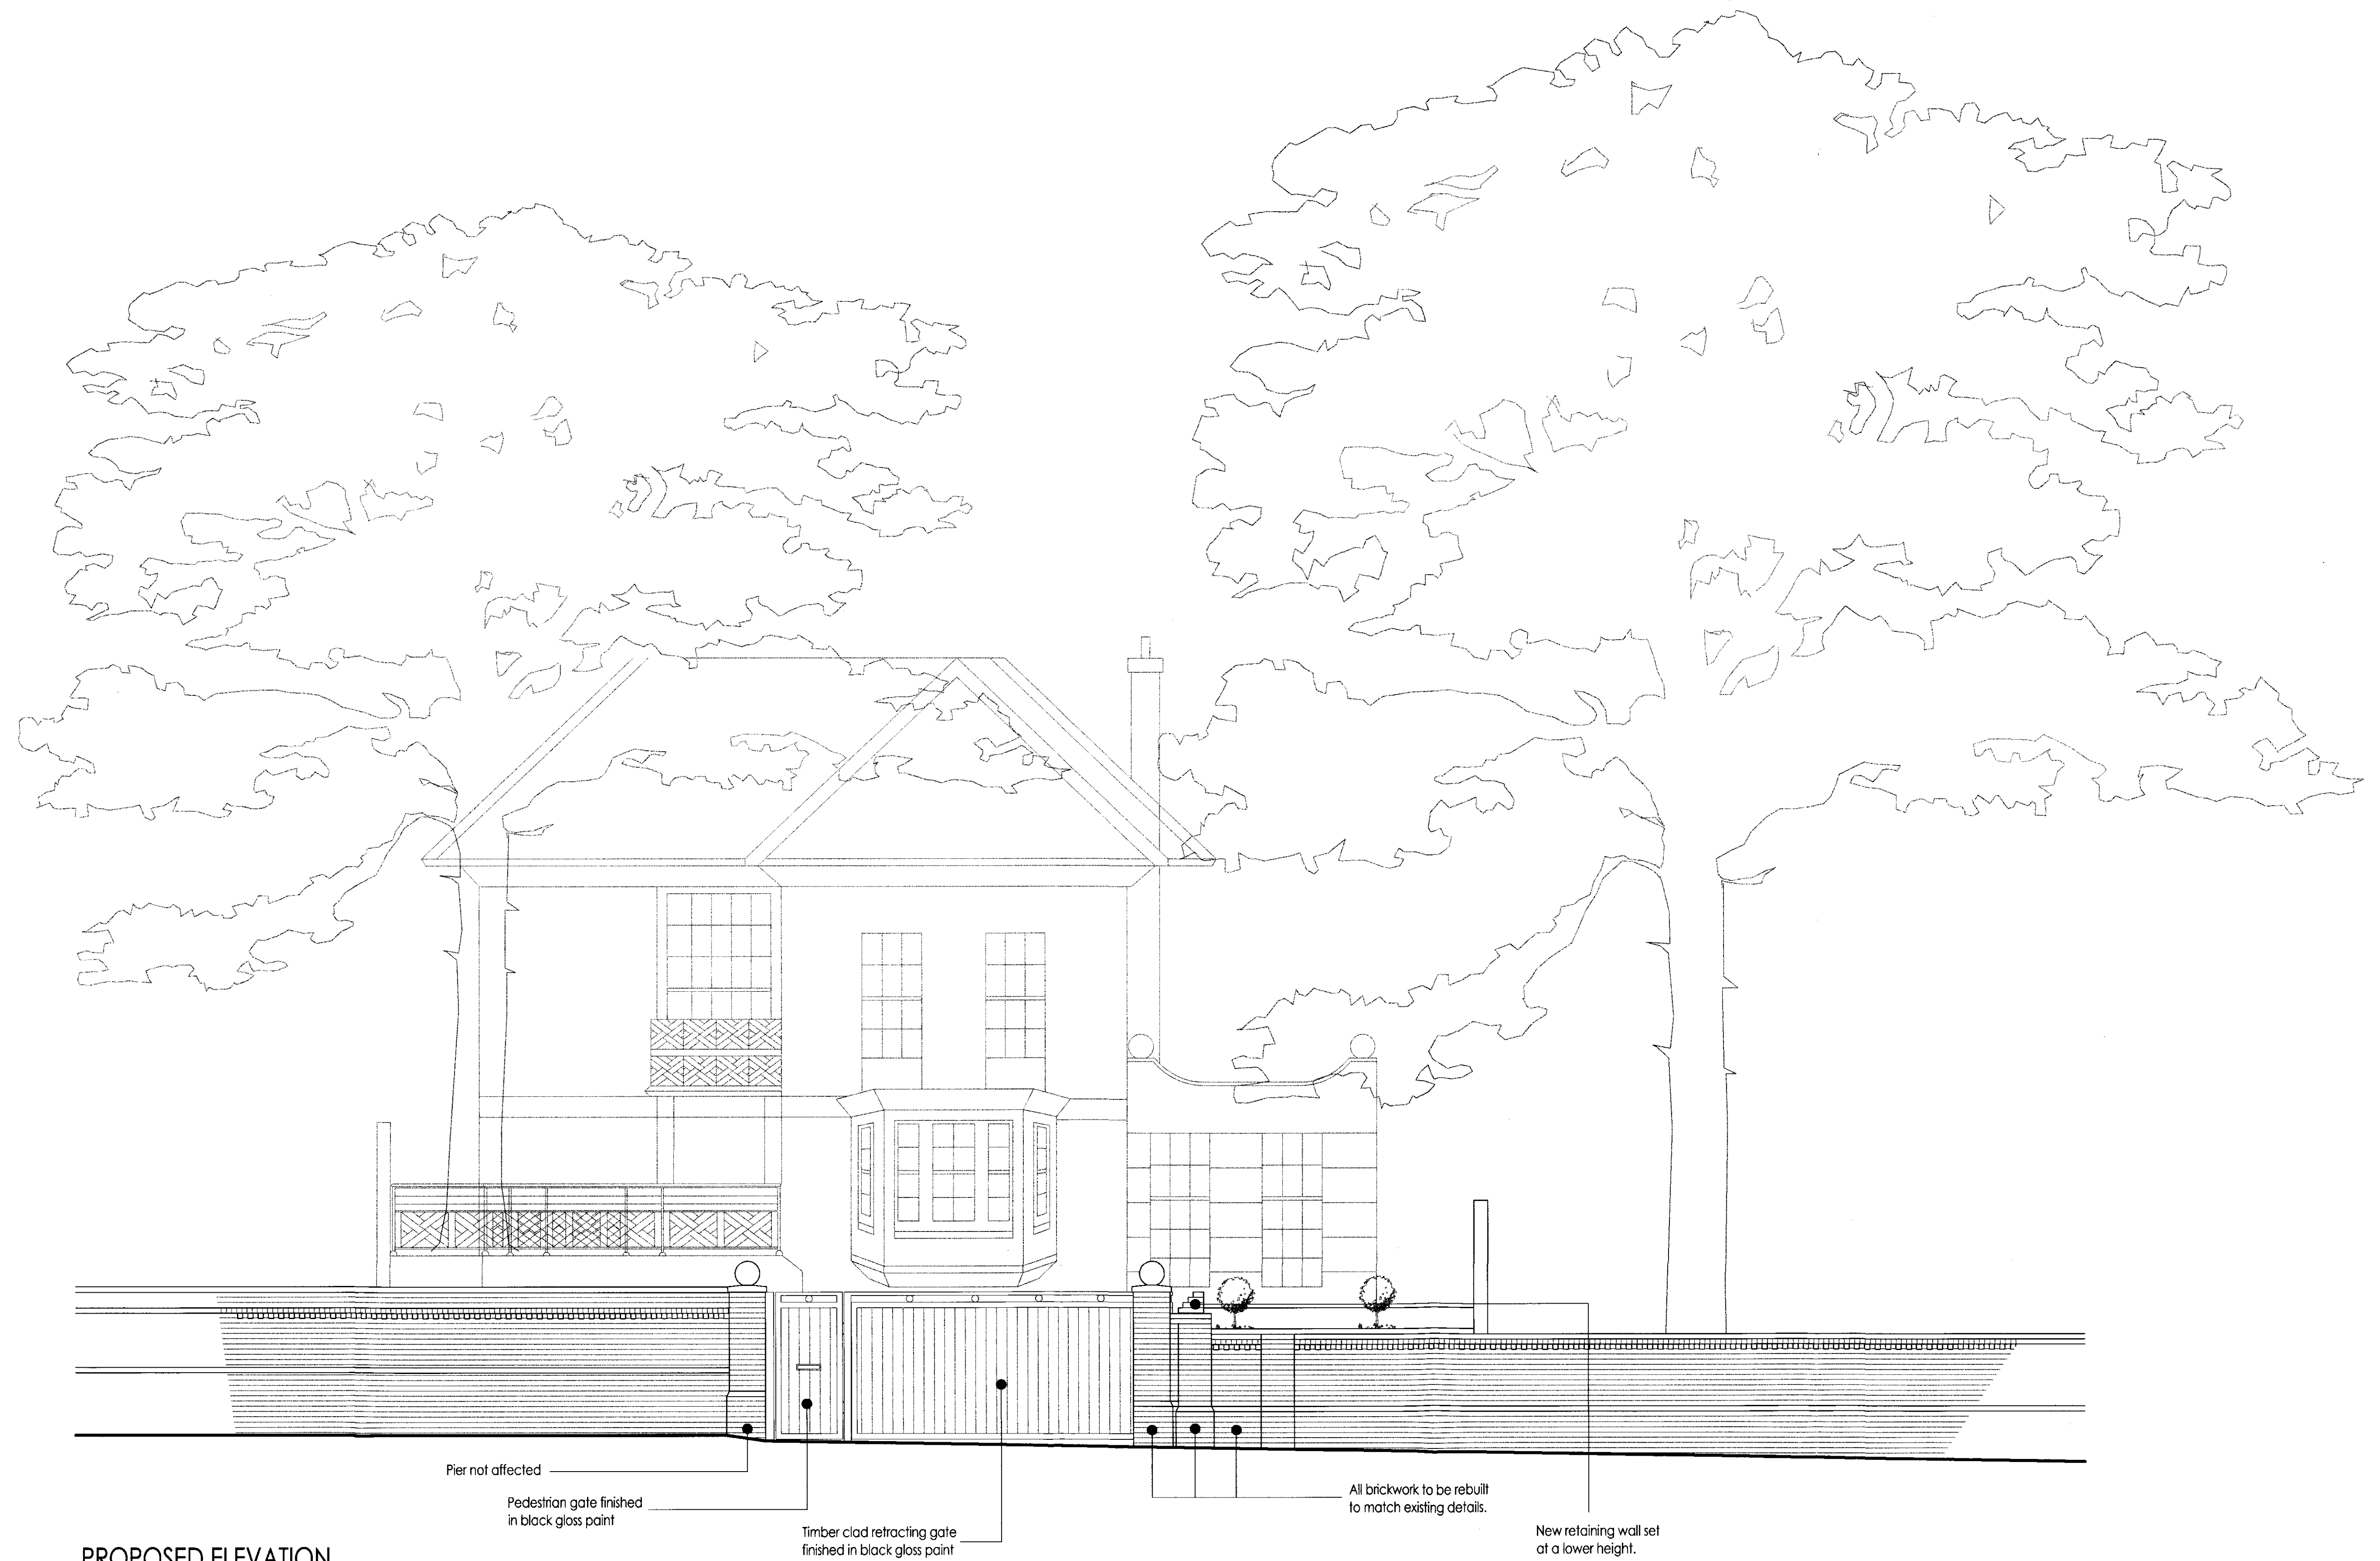 Pier not affected
Pedestrian gate finished
in black gloss paint
Timber clad retracting gate
finished in black gloss paint
All brickwork to be rebuilt
to match existing details.
New retaining wall set
at a lower height.
PROPOSED ELEVATION